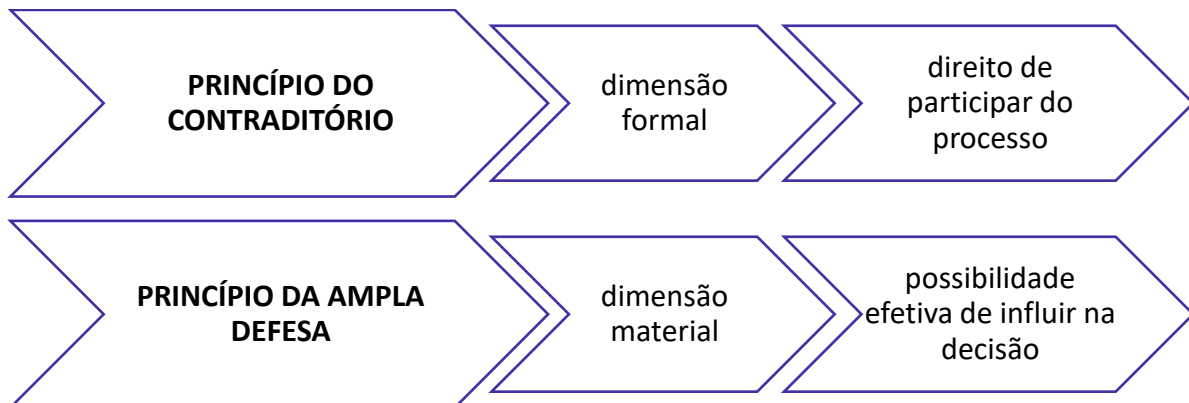 PRINCÍPIO DO
CONTRADITÓRIO
dimensão
formal
direito de
participar do
processo
PRINCÍPIO DA AMPLA
DEFESA
dimensão
material
possibilidade
efetiva de influir na
decisão